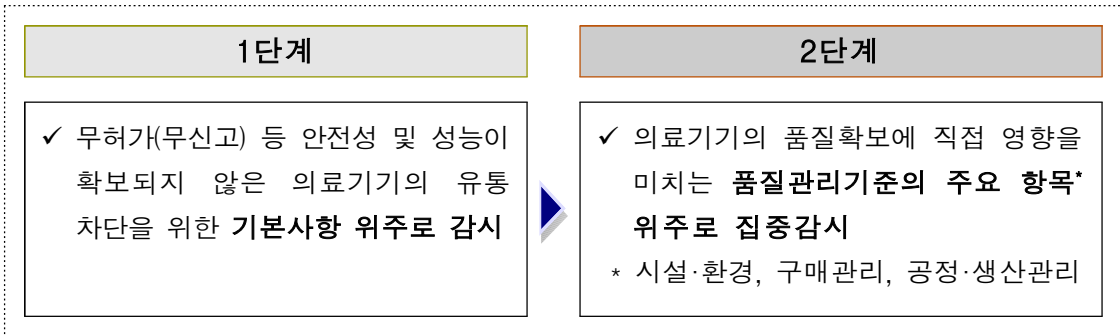 1단계
✓ 무허가(무신고) 등 안전성 및 성능이
확보되지 않은 의료기기의 유통
차단을 위한 기본사항 위주로 감시
2단계
✓ 의료기기의 품질확보에 직접 영향을
미치는 품질관리기준의 주요 항목*
위주로 집중감시
* 시설·환경, 구매관리, 공정·생산관리